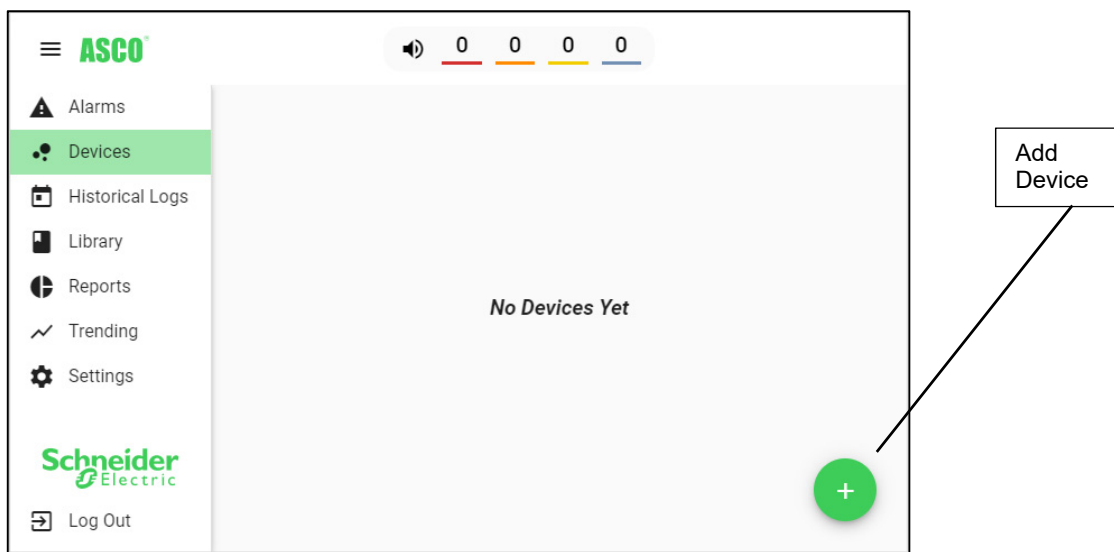 ASCO®
0 0 0 0
Alarms
Devices
Historical Logs
Library
Reports
Trending
Settings
Schneider
Electric
Log Out
No Devices Yet
+
Add
Device